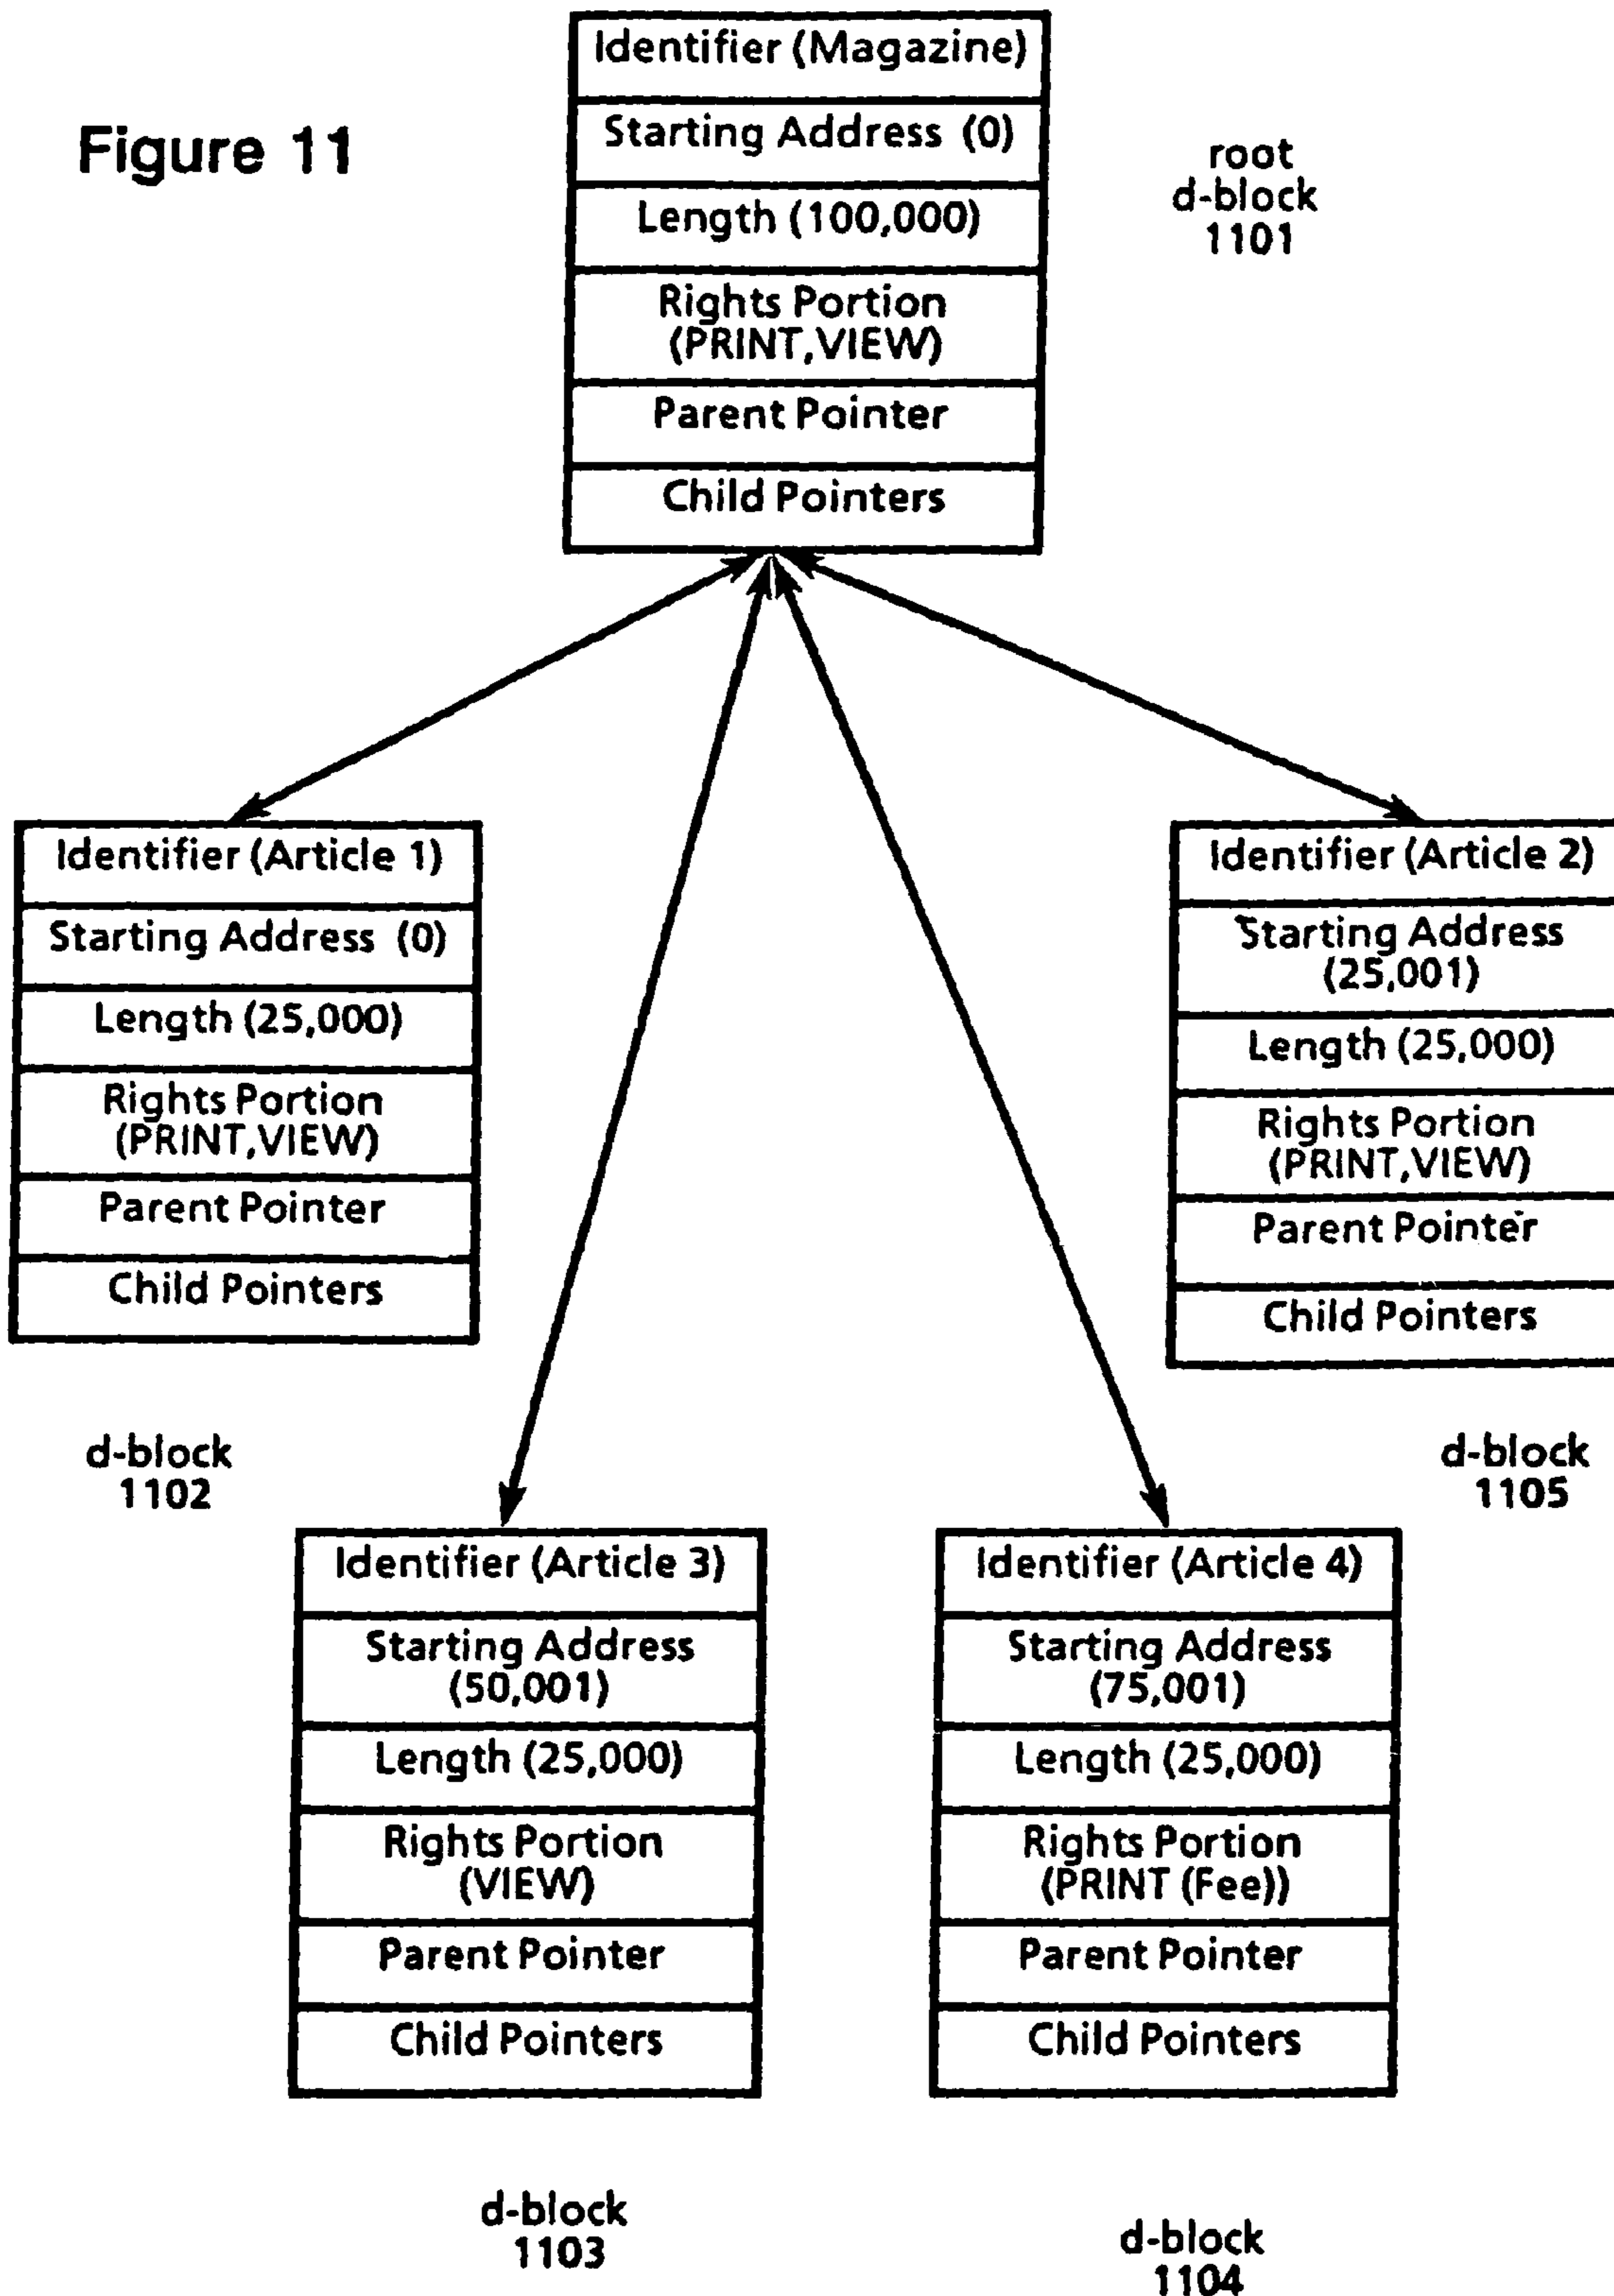 Figure 11
Identifier (Magazine)
Starting Address (0)
Length (100,000)
Rights Portion
(PRINT,VIEW)
Parent Pointer
Child Pointers
root
d-block
1101
Identifier (Article 1)
Starting Address (0)
Length (25,000)
Rights Portion
(PRINT,VIEW)
Parent Pointer
Child Pointers
d-block
1102
Identifier (Article 2)
Starting Address
(25,001)
Length (25,000)
Rights Portion
(PRINT,VIEW)
Parent Pointer
Child Pointers
d-block
1105
Identifier (Article 3)
Starting Address
(50,001)
Length (25,000)
Rights Portion
(VIEW)
Parent Pointer
Child Pointers
d-block
1103
Identifier (Article 4)
Starting Address
(75,001)
Length (25,000)
Rights Portion
(PRINT (Fee))
Parent Pointer
Child Pointers
d-block
1104